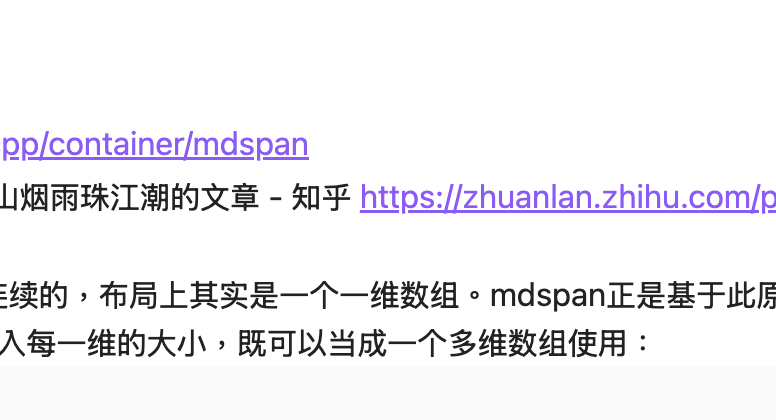 pp/container/mdspan
山烟雨珠江潮的文章 - 知乎 https://zhuanlan.zhihu.com/p
连续的，布局上其实是一个一维数组。mdspan正是基于此原
入每一维的大小，既可以当成一个多维数组使用：